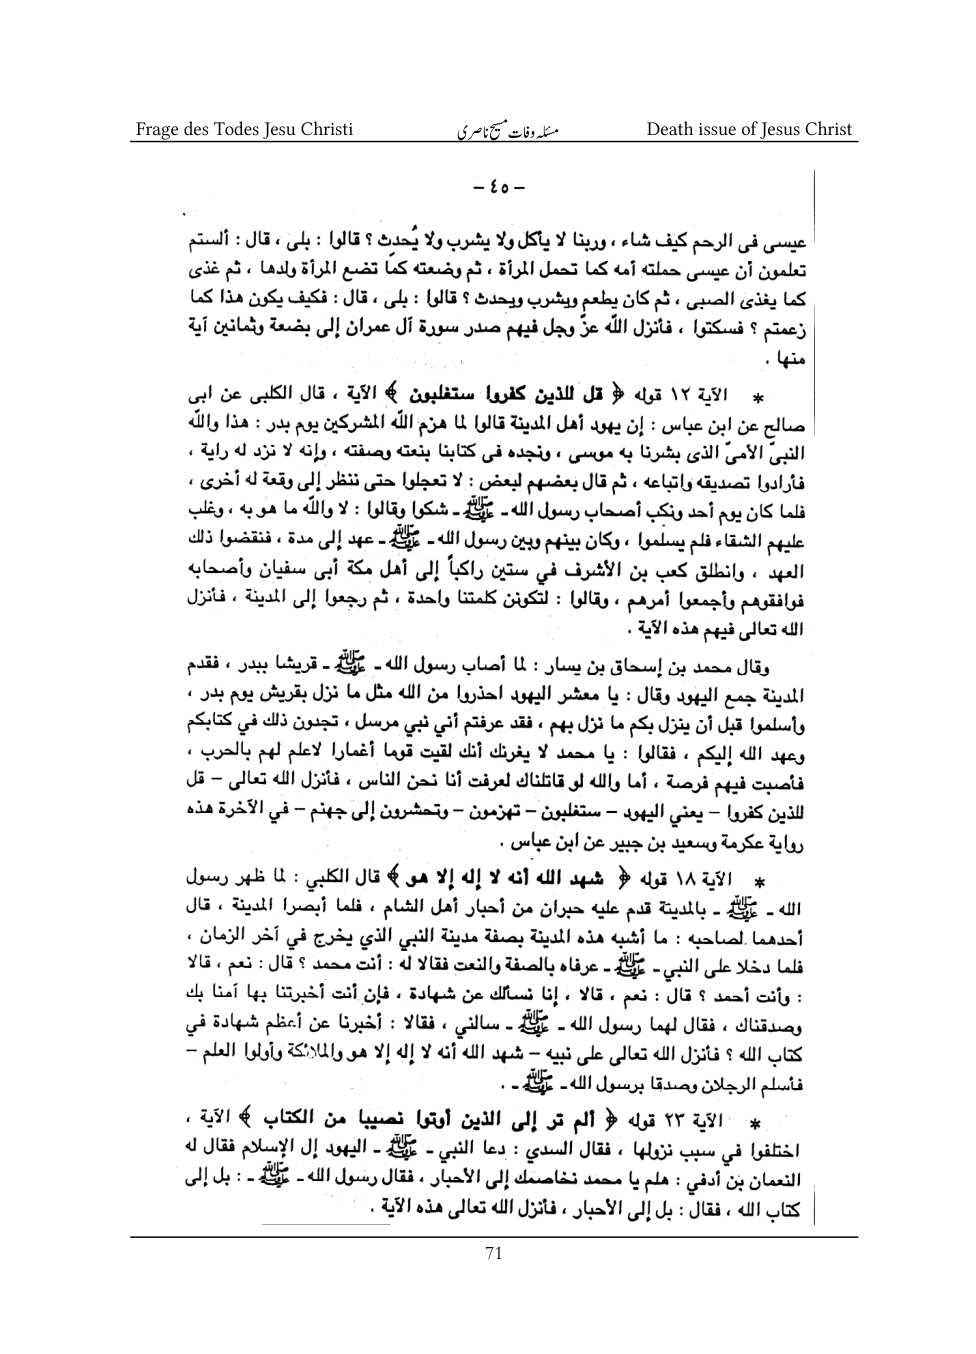 Frage des Todes Jesu Christi مسئلہ وفات مسیح ناصری Death issue of Jesus Christ
– ٤٥ –
عيسى فى الرحم كيف شاء ، وربنا لا يأكل ولا يشرب ولا يُحدث ؟ قالوا : بلى ، قال : ألستم
تعلمون أن عيسى حملته أمه كما تحمل المرأة ، ثم وضعته كما تضع المرأة ولدها ، ثم غذى
كما يغذى الصبى ، ثم كان يطعم ويشرب ويحدث ؟ قالوا : بلى ، قال : فكيف يكون هذا كما
زعمتم ؟ فسكتوا ، فأنزل الله عزّ وجل فيهم صدر سورة آل عمران إلى بضعة وثمانين آية
منها .
* الآية ١٢ قوله ﴿ قل للذين كفروا ستغلبون ﴾ الآية ، قال الكلبى عن ابى
صالح عن ابن عباس : إن يهود أهل المدينة قالوا لما هزم الله المشركين يوم بدر : هذا والله
النبىّ الأمىّ الذى بشرنا به موسى ، ونجده فى كتابنا بنعته وصفته ، وإنه لا نزد له راية ،
فأرادوا تصديقه واتباعه ، ثم قال بعضهم لبعض : لا تعجلوا حتى ننظر إلى وقعة له أخرى ،
فلما كان يوم أحد ونكب أصحاب رسول الله ـ ﷺ ـ شكوا وقالوا : لا والله ما هو به ، وغلب
عليهم الشقاء فلم يسلموا ، وكان بينهم وبين رسول الله ـ ﷺ ـ عهد إلى مدة ، فنقضوا ذلك
العهد ، وانطلق كعب بن الأشرف في ستين راكباً إلى أهل مكة أبى سفيان وأصحابه
فوافقوهم وأجمعوا أمرهم ، وقالوا : لتكونن كلمتنا واحدة ، ثم رجعوا إلى المدينة ، فأنزل
الله تعالى فيهم هذه الآية .
وقال محمد بن إسحاق بن يسار : لما أصاب رسول الله ـ ﷺ ـ قريشا ببدر ، فقدم
المدينة جمع اليهود وقال : يا معشر اليهود احذروا من الله مثل ما نزل بقريش يوم بدر ،
وأسلموا قبل أن ينزل بكم ما نزل بهم ، فقد عرفتم أني نبي مرسل ، تجدون ذلك في كتابكم
وعهد الله إليكم ، فقالوا : يا محمد لا يغرنك أنك لقيت قوما أغمارا لاعلم لهم بالحرب ،
فأصبت فيهم فرصة ، أما والله لو قاتلناك لعرفت أنا نحن الناس ، فأنزل الله تعالى – قل
للذين كفروا – يعني اليهود – ستغلبون – تهزمون – وتحشرون إلى جهنم – في الآخرة هذه
رواية عكرمة وسعيد بن جبير عن ابن عباس .
* الآية ١٨ قوله ﴿ شهد الله أنه لا إله إلا هو ﴾ قال الكلبي : لما ظهر رسول
الله ـ ﷺ ـ بالمدينة قدم عليه حبران من أحبار أهل الشام ، فلما أبصرا المدينة ، قال
أحدهما لصاحبه : ما أشبه هذه المدينة بصفة مدينة النبي الذي يخرج في آخر الزمان ،
فلما دخلا على النبي ـ ﷺ ـ عرفاه بالصفة والنعت فقالا له : أنت محمد ؟ قال : نعم ، قالا
: وأنت أحمد ؟ قال : نعم ، قالا ، إنا نسألك عن شهادة ، فإن أنت أخبرتنا بها آمنا بك
وصدقناك ، فقال لهما رسول الله ـ ﷺ ـ سالني ، فقالا : أخبرنا عن أعظم شهادة في
كتاب الله ؟ فأنزل الله تعالى على نبيه – شهد الله أنه لا إله إلا هو والملائكة وأولوا العلم –
فأسلم الرجلان وصدقا برسول الله ـ ﷺ ـ .
* الآية ٢٣ قوله ﴿ ألم تر إلى الذين أوتوا نصيبا من الكتاب ﴾ الآية ،
اختلفوا في سبب نزولها ، فقال السدي : دعا النبي ـ ﷺ ـ اليهود إل الإسلام فقال له
النعمان بن أدفي : هلم يا محمد نخاصمك إلى الأحبار ، فقال رسول الله ـ ﷺ ـ : بل إلى
كتاب الله ، فقال : بل إلى الأحبار ، فأنزل الله تعالى هذه الآية .
71